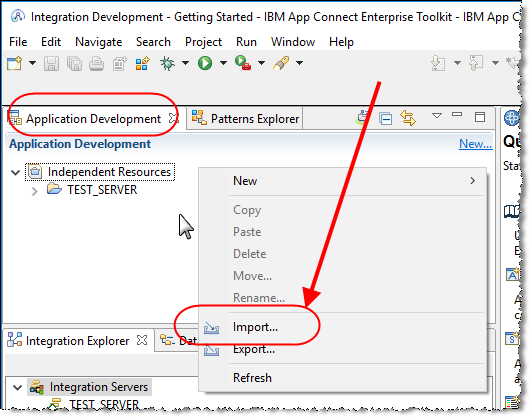 Integration Development - Getting Started - IBM App Connect Enterprise Toolkit - IBM App Co
File Edit Navigate Search Project Run Window Help
Application Development Patterns Explorer
Application Development New...
Independent Resources
TEST_SERVER
New
Copy
Paste
Delete
Move...
Rename...
Import...
Export...
Refresh
Integration Explorer Dat
Integration Servers
TEST_SERVER
Qu
Sta